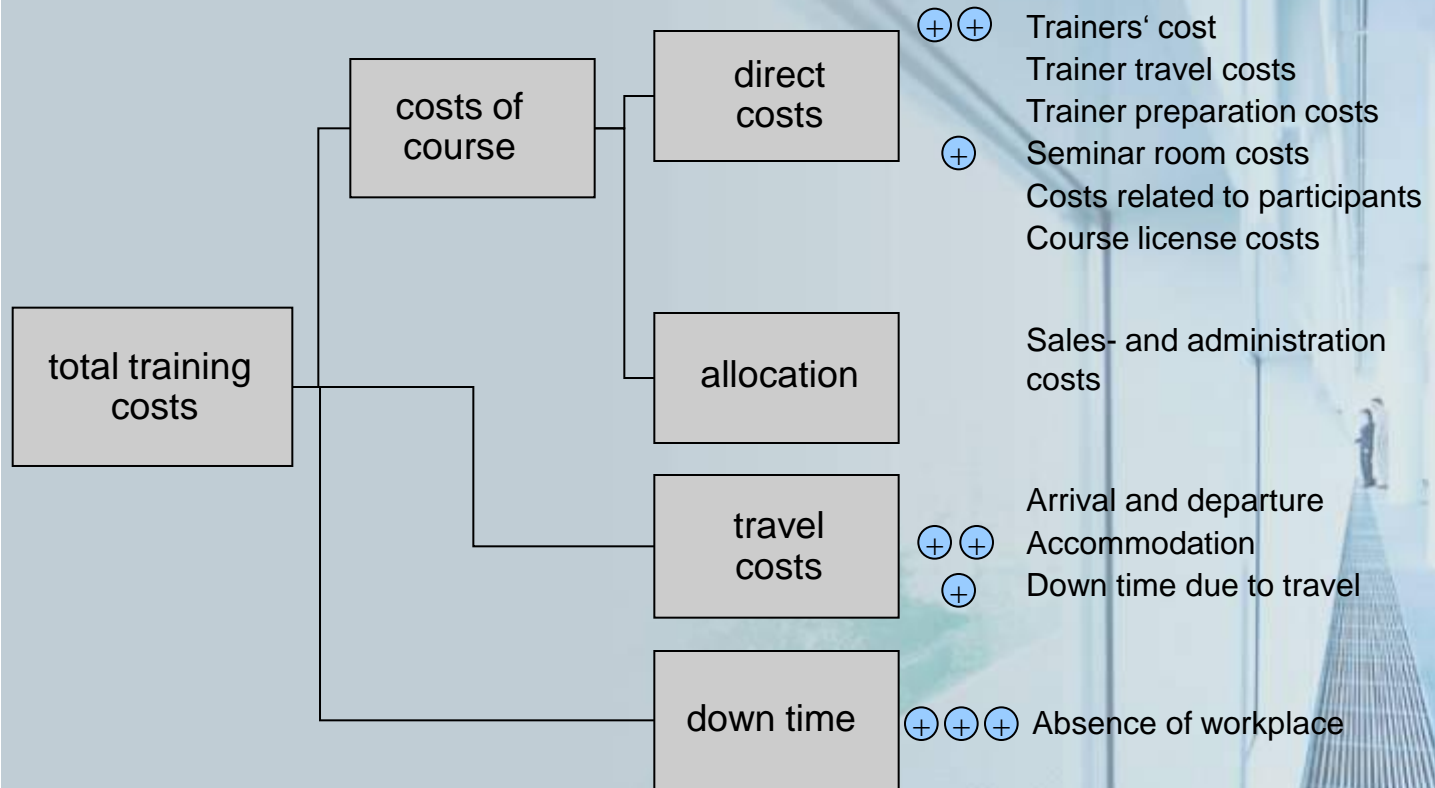 costs of
course
direct
costs
+ + Trainers‘ cost
Trainer travel costs
Trainer preparation costs
+ Seminar room costs
Costs related to participants
Course license costs
total training
costs
allocation
Sales- and administration
costs
travel
costs
Arrival and departure
+ + Accommodation
+ Down time due to travel
down time
+ + + Absence of workplace